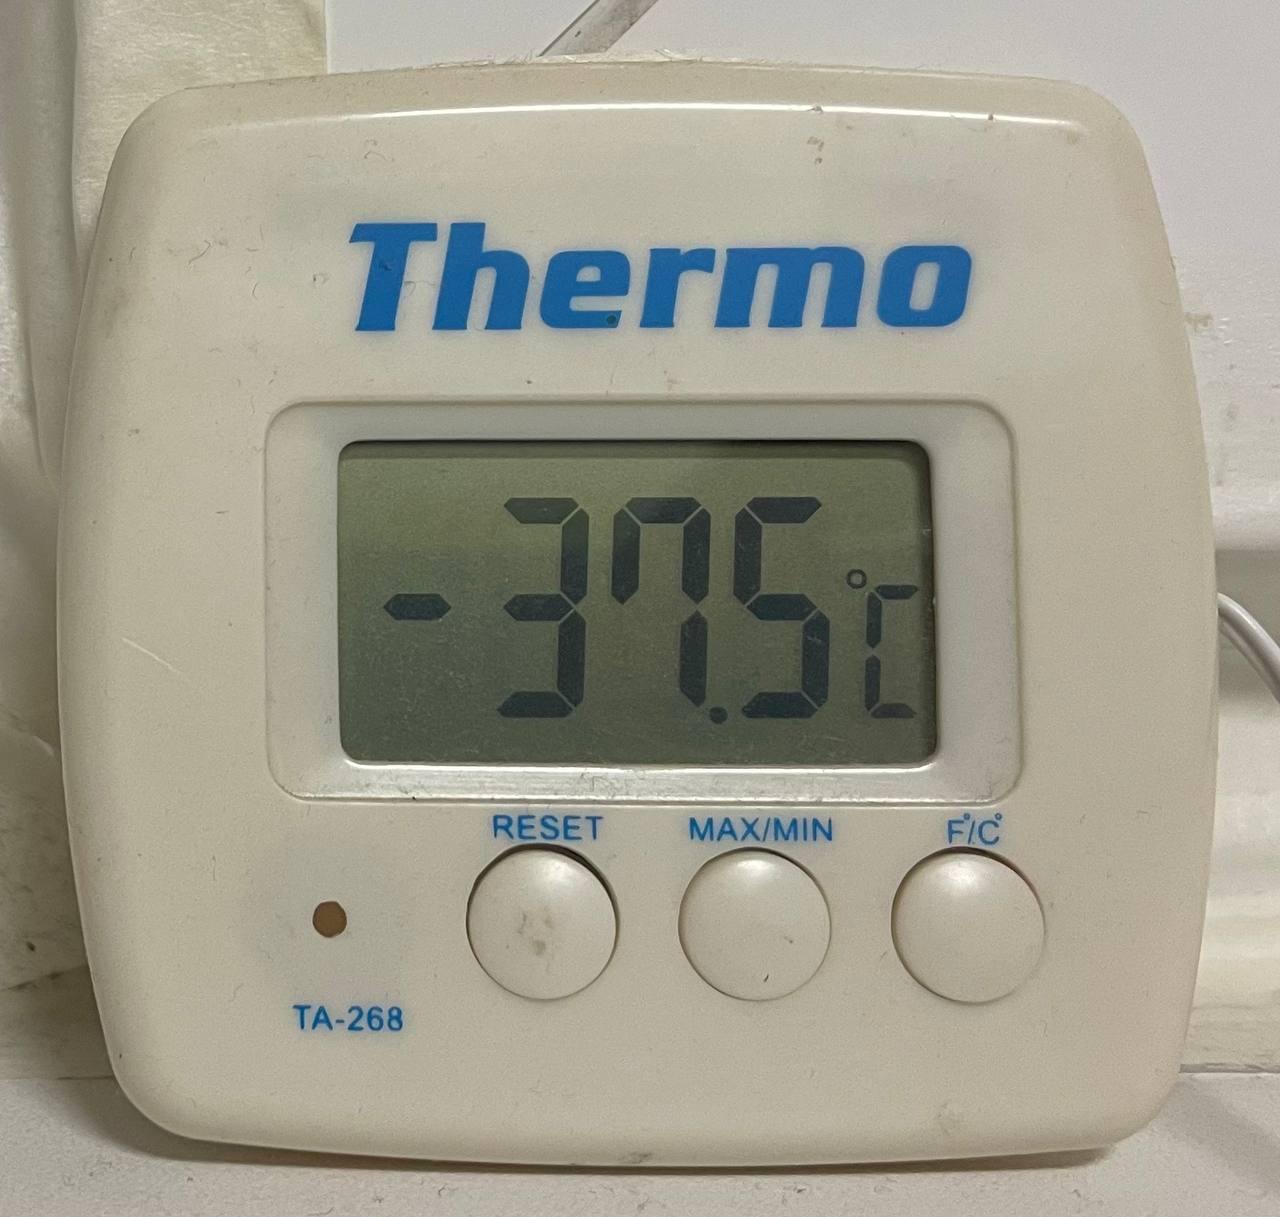 Thermo
-37.5°C
RESET MAX/MIN F°/C°
TA-268